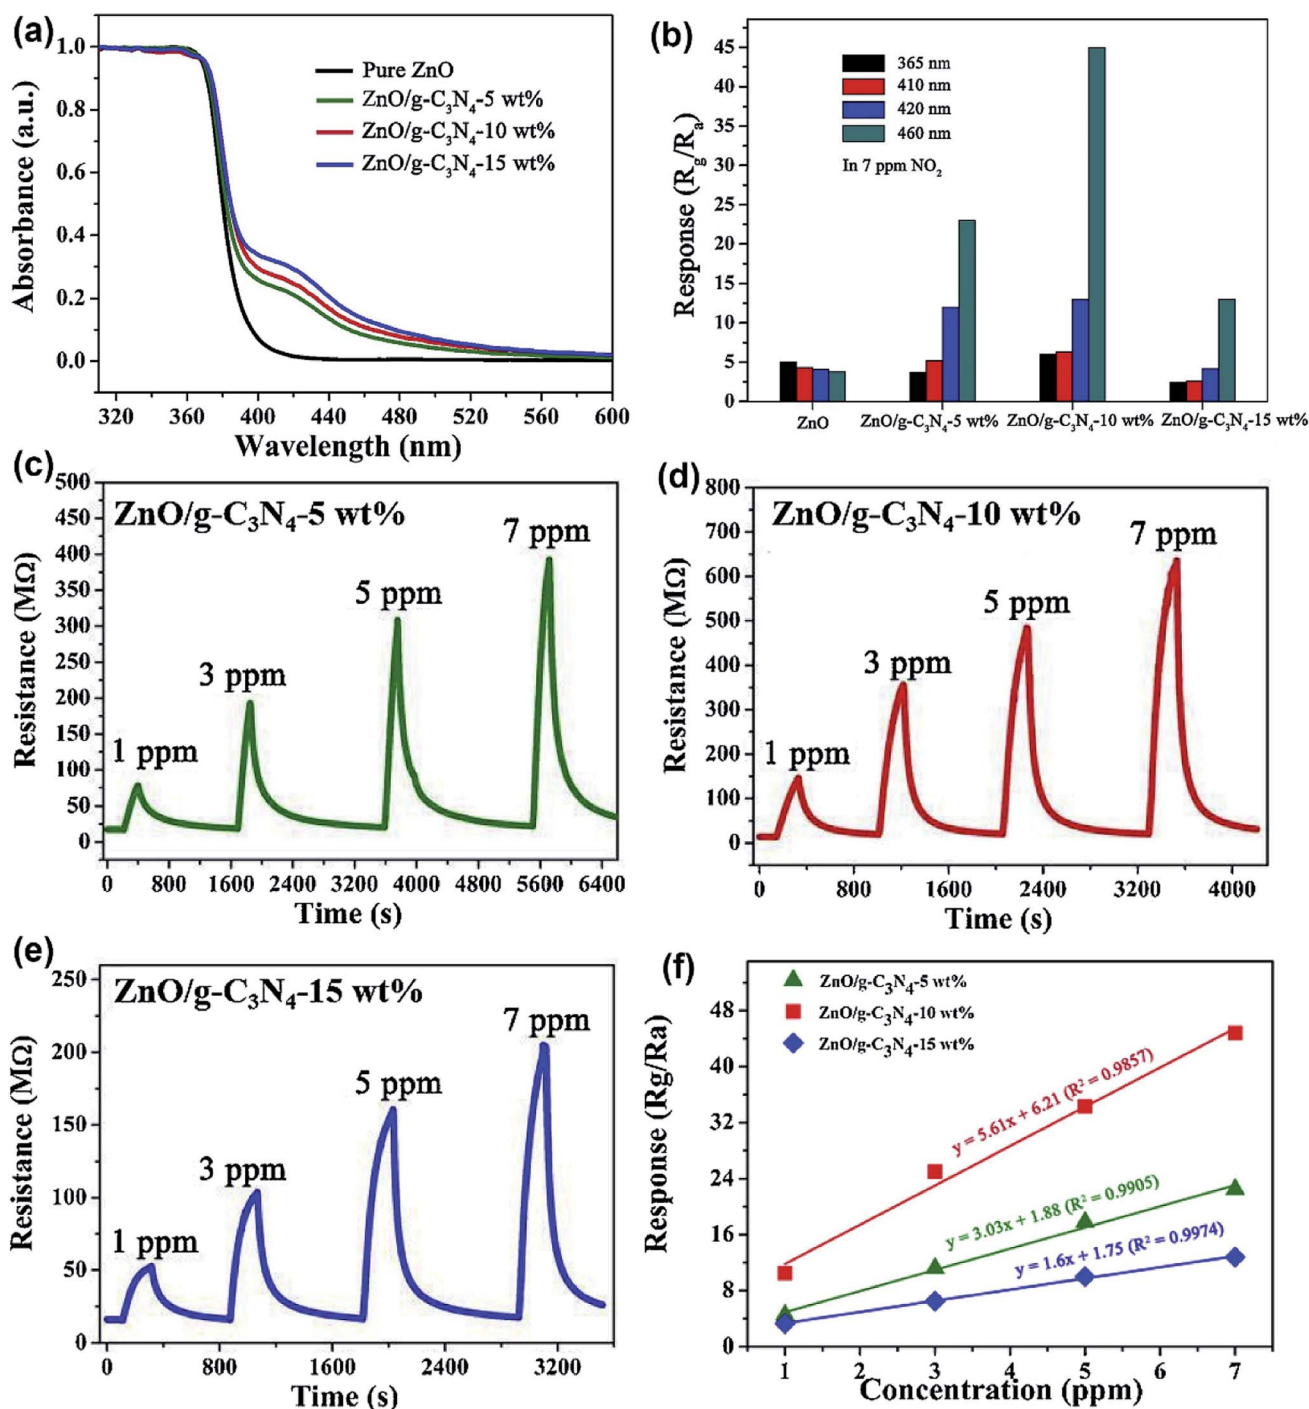 (a)
1.0
0.8
0.6
0.4
0.2
0.0
Absorbance (a.u.)
Pure ZnO
ZnO/g-C₃N₄-5 wt%
ZnO/g-C₃N₄-10 wt%
ZnO/g-C₃N₄-15 wt%
320 360 400 440 480 520 560 600
Wavelength (nm)
(b)
45
40
35
30
25
20
15
10
5
0
Response (Rg/Ra)
365 nm
410 nm
420 nm
460 nm
In 7 ppm NO₂
ZnO ZnO/g-C₃N₄-5 wt% ZnO/g-C₃N₄-10 wt% ZnO/g-C₃N₄-15 wt%
(c)
500
450
400
350
300
250
200
150
100
50
0
Resistance (MΩ)
ZnO/g-C₃N₄-5 wt%
1 ppm
3 ppm
5 ppm
7 ppm
0 800 1600 2400 3200 4000 4800 5600 6400
Time (s)
(d)
800
700
600
500
400
300
200
100
0
Resistance (MΩ)
ZnO/g-C₃N₄-10 wt%
1 ppm
3 ppm
5 ppm
7 ppm
0 800 1600 2400 3200 4000
Time (s)
(e)
250
200
150
100
50
0
Resistance (MΩ)
ZnO/g-C₃N₄-15 wt%
1 ppm
3 ppm
5 ppm
7 ppm
0 800 1600 2400 3200
Time (s)
(f)
48
40
32
24
16
8
0
Response (Rg/Ra)
ZnO/g-C₃N₄-5 wt%
ZnO/g-C₃N₄-10 wt%
ZnO/g-C₃N₄-15 wt%
y = 5.61x + 6.21 (R² = 0.9857)
y = 3.03x + 1.88 (R² = 0.9905)
y = 1.6x + 1.75 (R² = 0.9974)
1 2 3 4 5 6 7
Concentration (ppm)